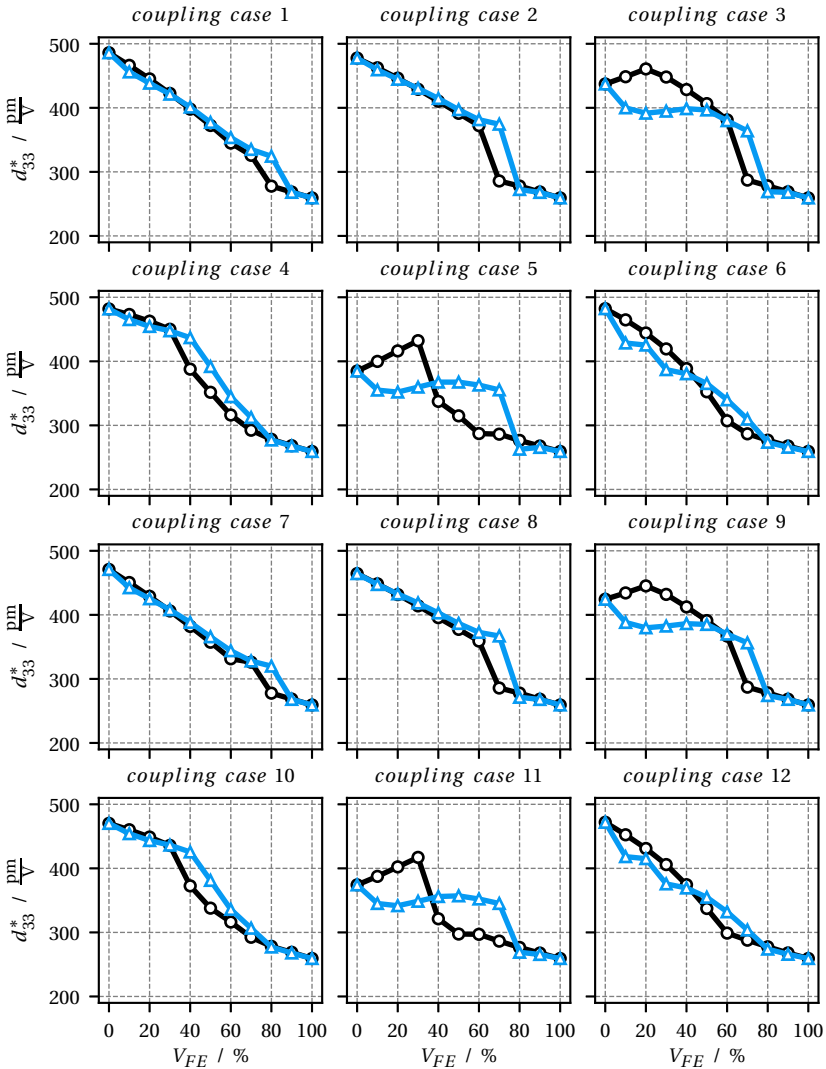 coupling case 1
coupling case 2
coupling case 3
500
400
300
200
d*33 / pm/V
coupling case 4
coupling case 5
coupling case 6
500
400
300
200
d*33 / pm/V
coupling case 7
coupling case 8
coupling case 9
500
400
300
200
d*33 / pm/V
coupling case 10
coupling case 11
coupling case 12
500
400
300
200
d*33 / pm/V
0 20 40 60 80 100
0 20 40 60 80 100
0 20 40 60 80 100
VFE / %
VFE / %
VFE / %